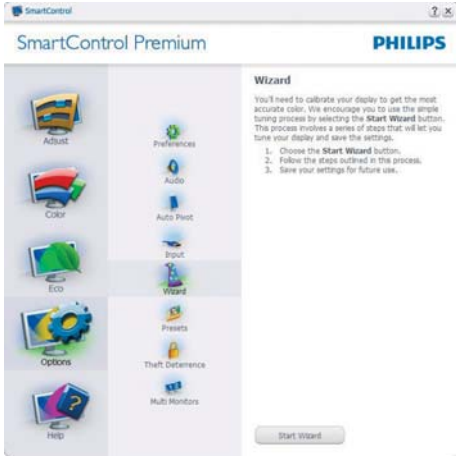 SmartControl
SmartControl Premium
PHILIPS
Adjust
Color
Eco
Options
Help
Preferences
Audio
Auto Pivot
Input
Wizard
Presets
Theft Deterrence
Multi Monitors
Wizard
You'll need to calibrate your display to get the most
accurate color. We encourage you to use the simple
tuning process by selecting the Start Wizard button.
This process involves a series of steps that will let you
tune your display and save the settings.
1. Choose the Start Wizard button.
2. Follow the steps outlined in this process.
3. Save your settings for future use.
Start Wizard